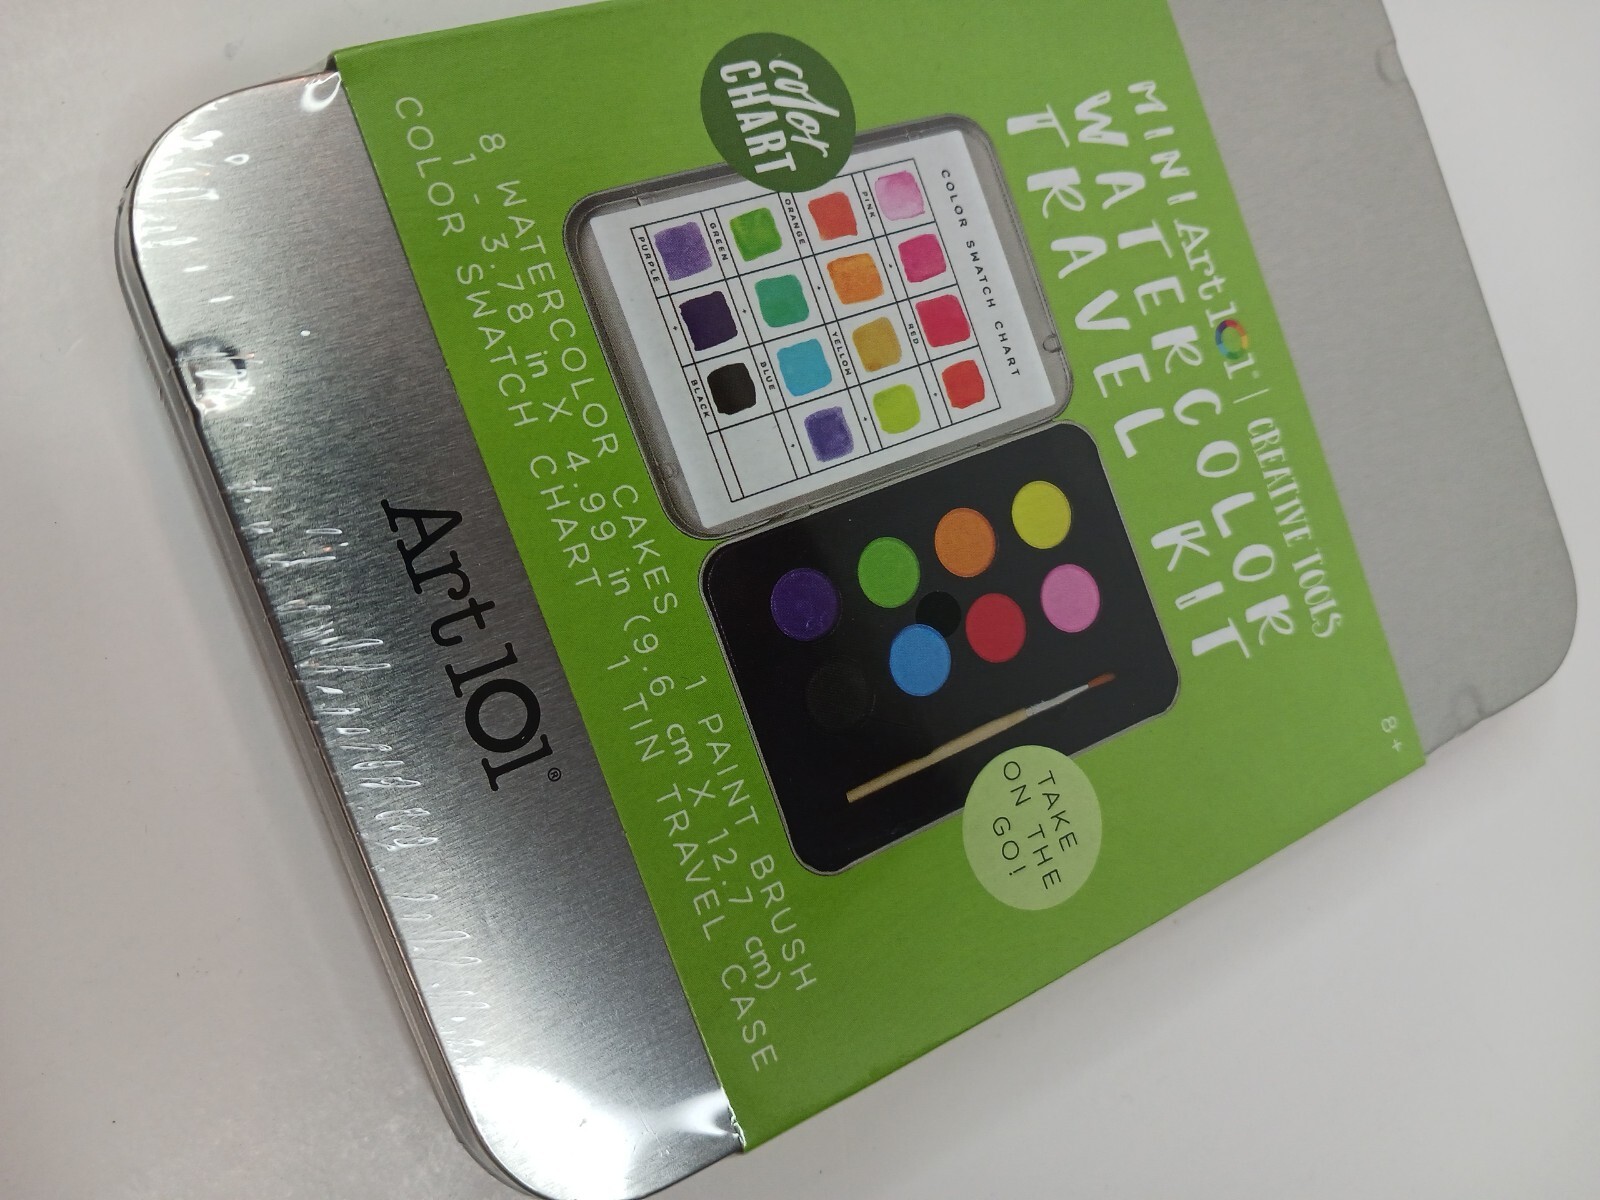 MINI Art101® | CREATIVE TOOLS
WATERCOLOR
TRAVEL KIT
8+
color
CHART
COLOR SWATCH CHART
PINK
+
RED
+
ORANGE
+
YELLOW
+
GREEN
+
BLUE
+
PURPLE
+
BLACK
TAKE
ON THE
GO!
8 WATERCOLOR CAKES 1 PAINT BRUSH
1 - 3.78 in X 4.99 in (9.6 cm X 12.7 cm)
COLOR SWATCH CHART 1 TIN TRAVEL CASE
Art101®